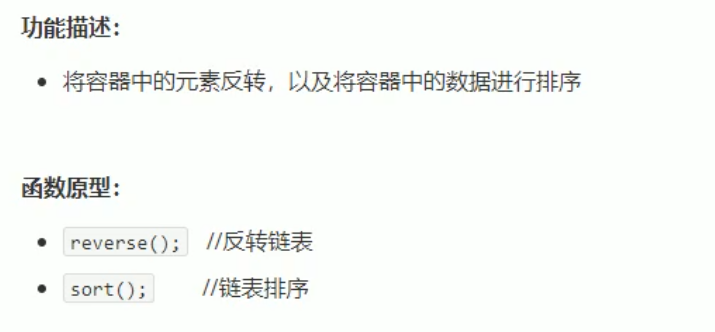 功能描述：
将容器中的元素反转，以及将容器中的数据进行排序
函数原型：
reverse(); //反转链表
sort(); //链表排序